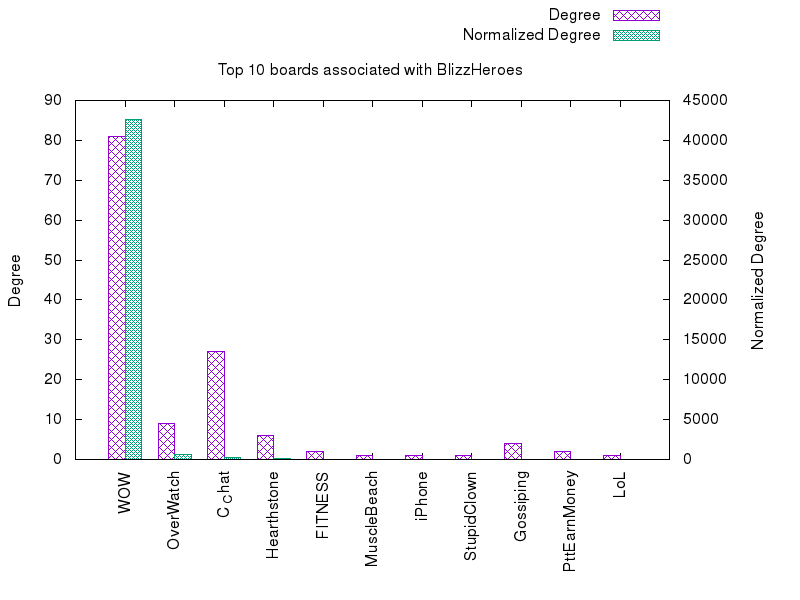 Degree
Normalized Degree
Top 10 boards associated with BlizzHeroes
90
80
70
60
50
40
30
20
10
0
45000
40000
35000
30000
25000
20000
15000
10000
5000
0
Degree
Normalized Degree
WOW
OverWatch
C Chat
Hearthstone
FITNESS
MuscleBeach
iPhone
StupidClown
Gossiping
PttEarnMoney
LoL